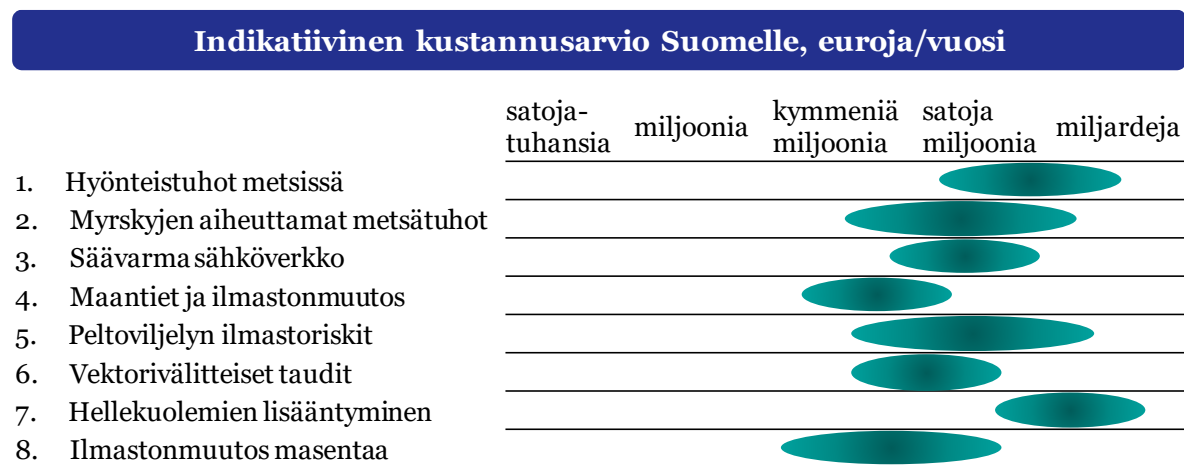 Indikatiivinen kustannusarvio Suomelle, euroja/vuosi
satoja-
tuhansia
miljoonia
kymmeniä
miljoonia
satoja
miljoonia
miljardeja
1. Hyönteistuhot metsissä
2. Myrskyjen aiheuttamat metsätuhot
3. Säävarma sähköverkko
4. Maantiet ja ilmastonmuutos
5. Peltoviljelyn ilmastoriskit
6. Vektorivälitteiset taudit
7. Hellekuolemien lisääntyminen
8. Ilmastonmuutos masentaa